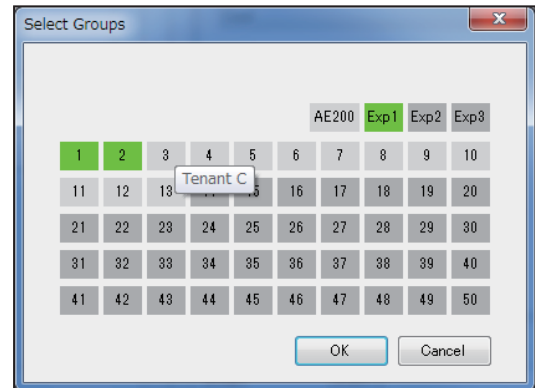 Select Groups
AE200 Exp1 Exp2 Exp3
1 2 3 4 5 6 7 8 9 10
Tenant C
11 12 13 15 16 17 18 19 20
21 22 23 24 25 26 27 28 29 30
31 32 33 34 35 36 37 38 39 40
41 42 43 44 45 46 47 48 49 50
OK Cancel